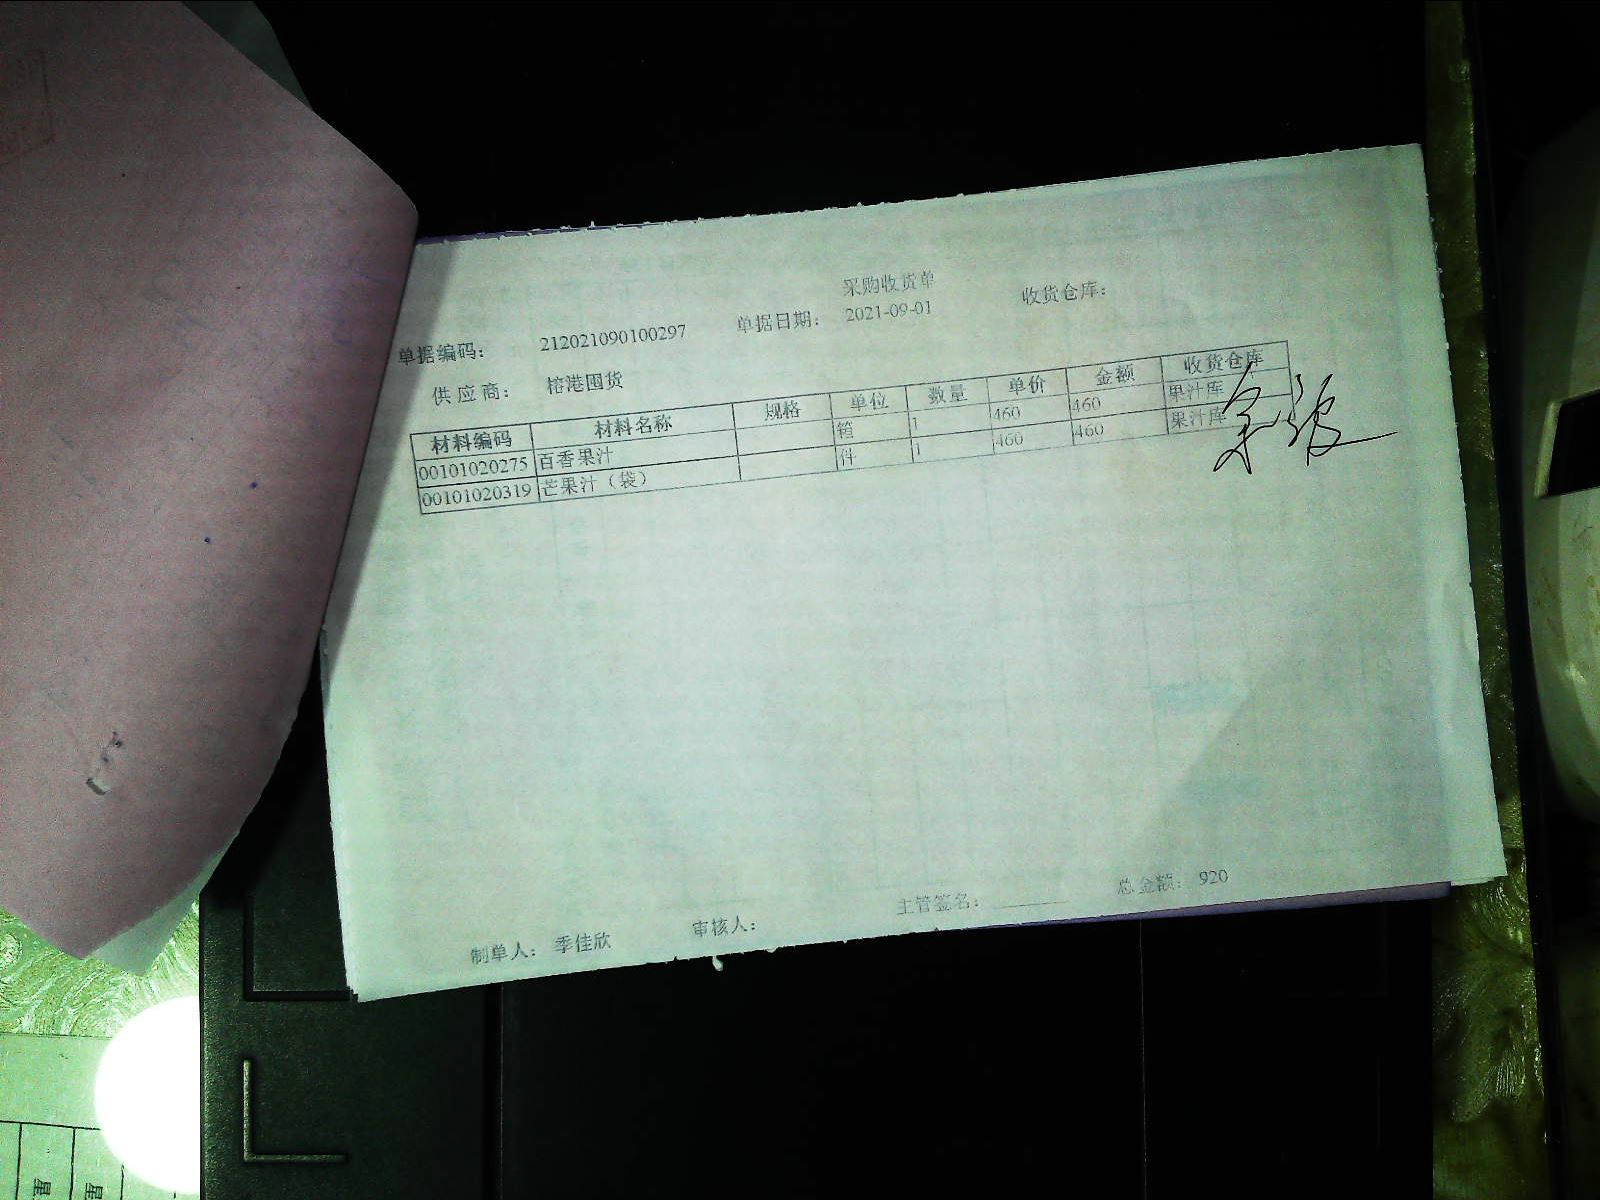 采购收货单
单据编码： 212021090100297 单据日期： 2021-09-01 收货仓库：
供应商： 榕港囤货
材料编码 材料名称 规格 单位 数量 单价 金额 收货仓库
00101020275 百香果汁 箱 1 460 460 果汁库
00101020319 芒果汁（袋） 件 1 460 460 果汁库
制单人： 季佳欣 审核人： 主管签名： 总金额： 920